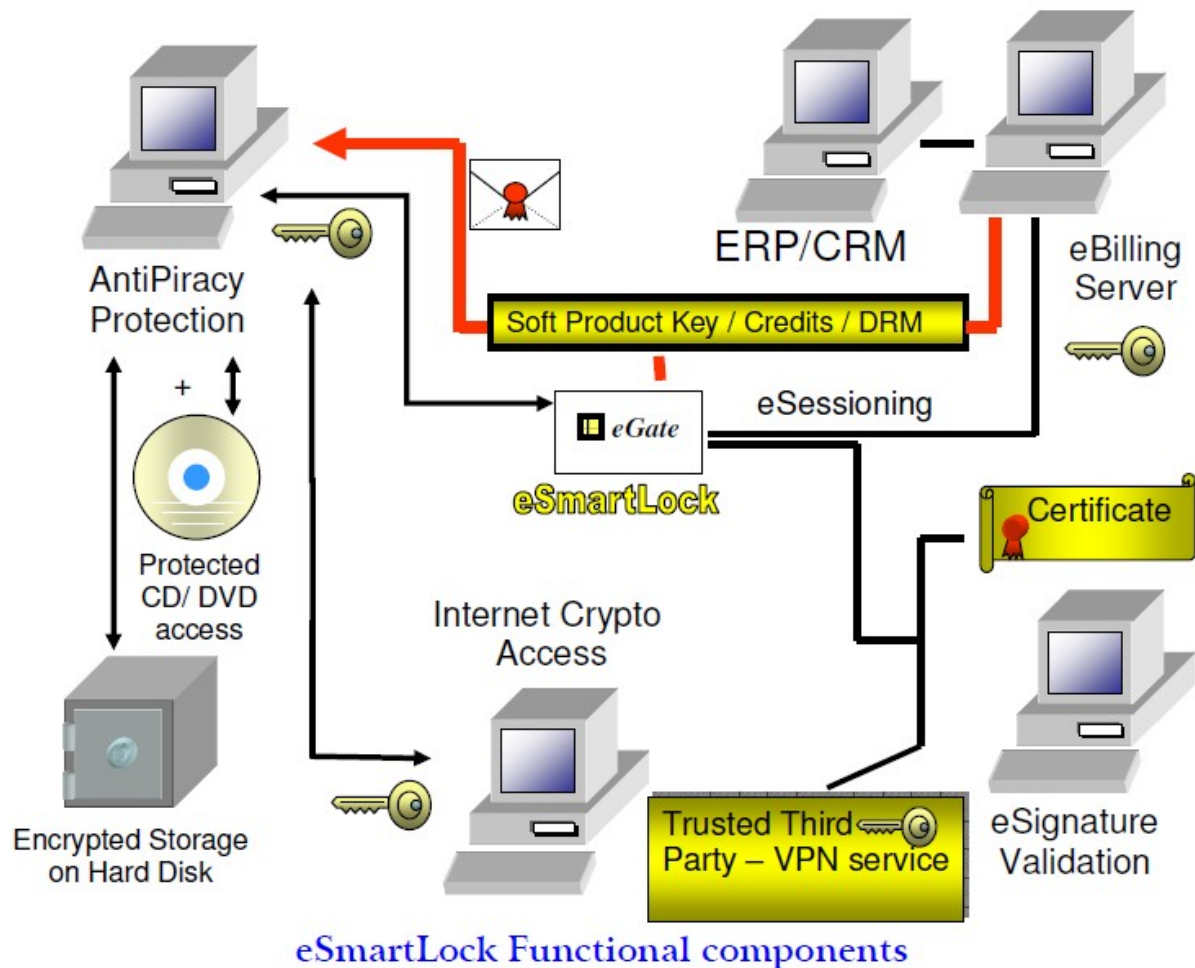 AntiPiracy
Protection
+
Protected
CD/ DVD
access
Encrypted Storage
on Hard Disk
ERP/CRM
eBilling
Server
Soft Product Key / Credits / DRM
eGate
eSessioning
eSmartLock
Certificate
Internet Crypto
Access
Trusted Third
Party – VPN service
eSignature
Validation
eSmartLock Functional components